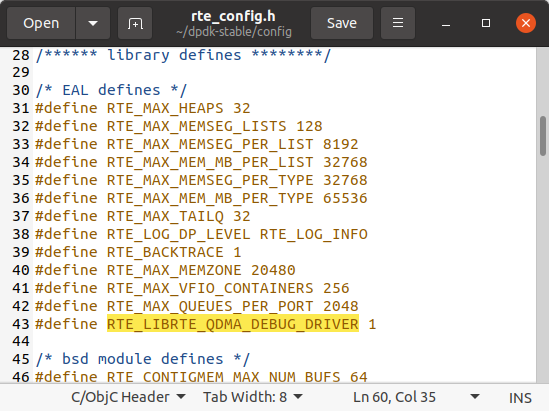 Open
rte_config.h
~/dpdk-stable/config
Save
28 /****** library defines ********/
29
30 /* EAL defines */
31 #define RTE_MAX_HEAPS 32
32 #define RTE_MAX_MEMSEG_LISTS 128
33 #define RTE_MAX_MEMSEG_PER_LIST 8192
34 #define RTE_MAX_MEM_MB_PER_LIST 32768
35 #define RTE_MAX_MEMSEG_PER_TYPE 32768
36 #define RTE_MAX_MEM_MB_PER_TYPE 65536
37 #define RTE_MAX_TAILQ 32
38 #define RTE_LOG_DP_LEVEL RTE_LOG_INFO
39 #define RTE_BACKTRACE 1
40 #define RTE_MAX_MEMZONE 20480
41 #define RTE_MAX_VFIO_CONTAINERS 256
42 #define RTE_MAX_QUEUES_PER_PORT 2048
43 #define RTE_LIBRTE_QDMA_DEBUG_DRIVER 1
44
45 /* bsd module defines */
46 #define RTE_CONTIGMEM_MAX_NUM_BUFS 64
C/ObjC Header Tab Width: 8 Ln 60, Col 35 INS